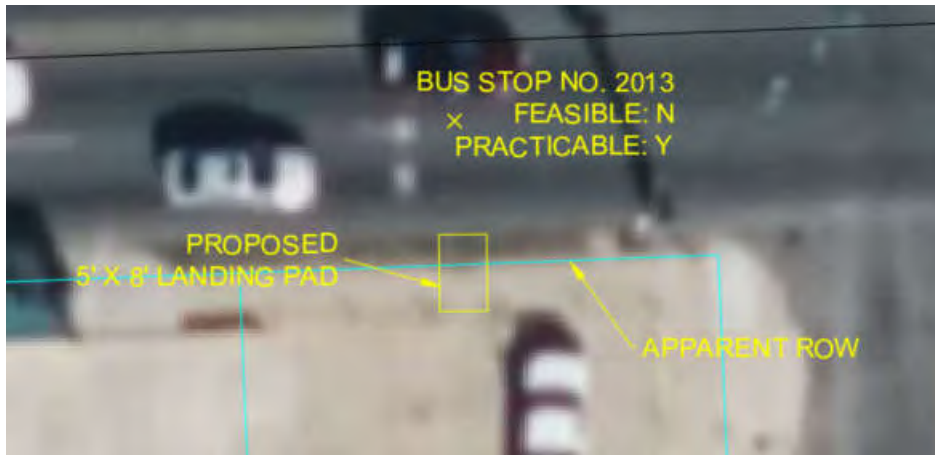 BUS STOP NO. 2013
FEASIBLE: N
PRACTICABLE: Y
PROPOSED
5' X 8' LANDING PAD
APPARENT ROW